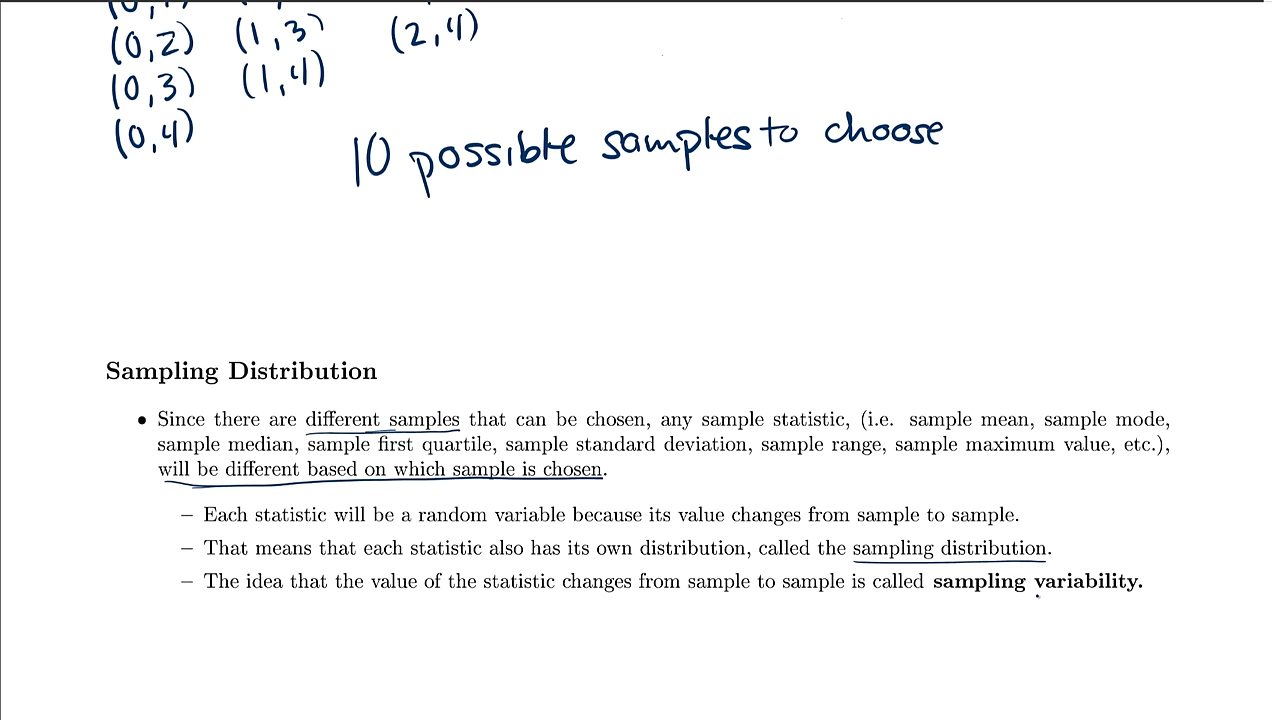 (0,2) (1,3) (2,4)
(0,3) (1,4)
(0,4)
10 possible samples to choose
Sampling Distribution
• Since there are different samples that can be chosen, any sample statistic, (i.e. sample mean, sample mode,
sample median, sample first quartile, sample standard deviation, sample range, sample maximum value, etc.),
will be different based on which sample is chosen.
– Each statistic will be a random variable because its value changes from sample to sample.
– That means that each statistic also has its own distribution, called the sampling distribution.
– The idea that the value of the statistic changes from sample to sample is called sampling variability.